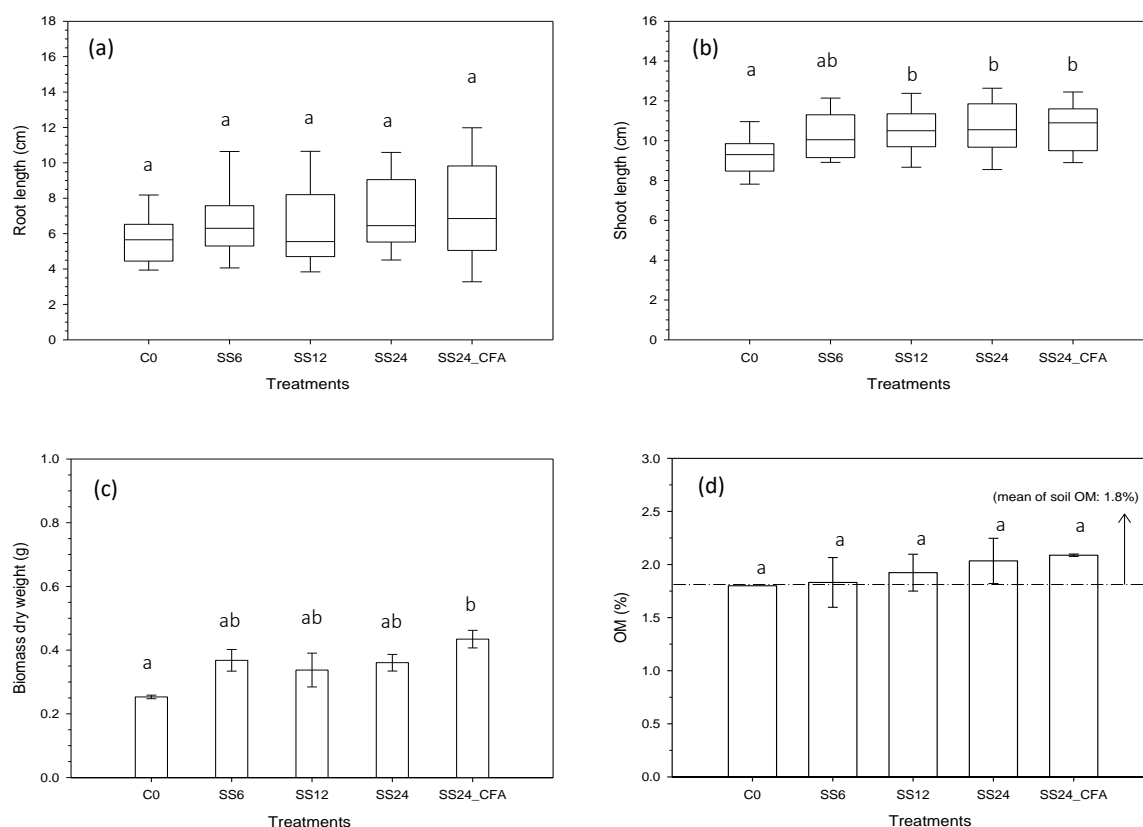 (a)
Root length (cm)
18
16
14
12
10
8
6
4
2
0
a
a
a
a
a
C0
SS6
SS12
SS24
SS24_CFA
Treatments
(b)
Shoot length (cm)
16
14
12
10
8
6
4
2
0
a
ab
b
b
b
C0
SS6
SS12
SS24
SS24_CFA
Treatments
(c)
Biomass dry weight (g)
1.0
0.8
0.6
0.4
0.2
0.0
a
ab
ab
ab
b
C0
SS6
SS12
SS24
SS24_CFA
Treatments
(d)
OM (%)
3.0
2.5
2.0
1.5
1.0
0.5
0.0
(mean of soil OM: 1.8%)
a
a
a
a
a
C0
SS6
SS12
SS24
SS24_CFA
Treatments